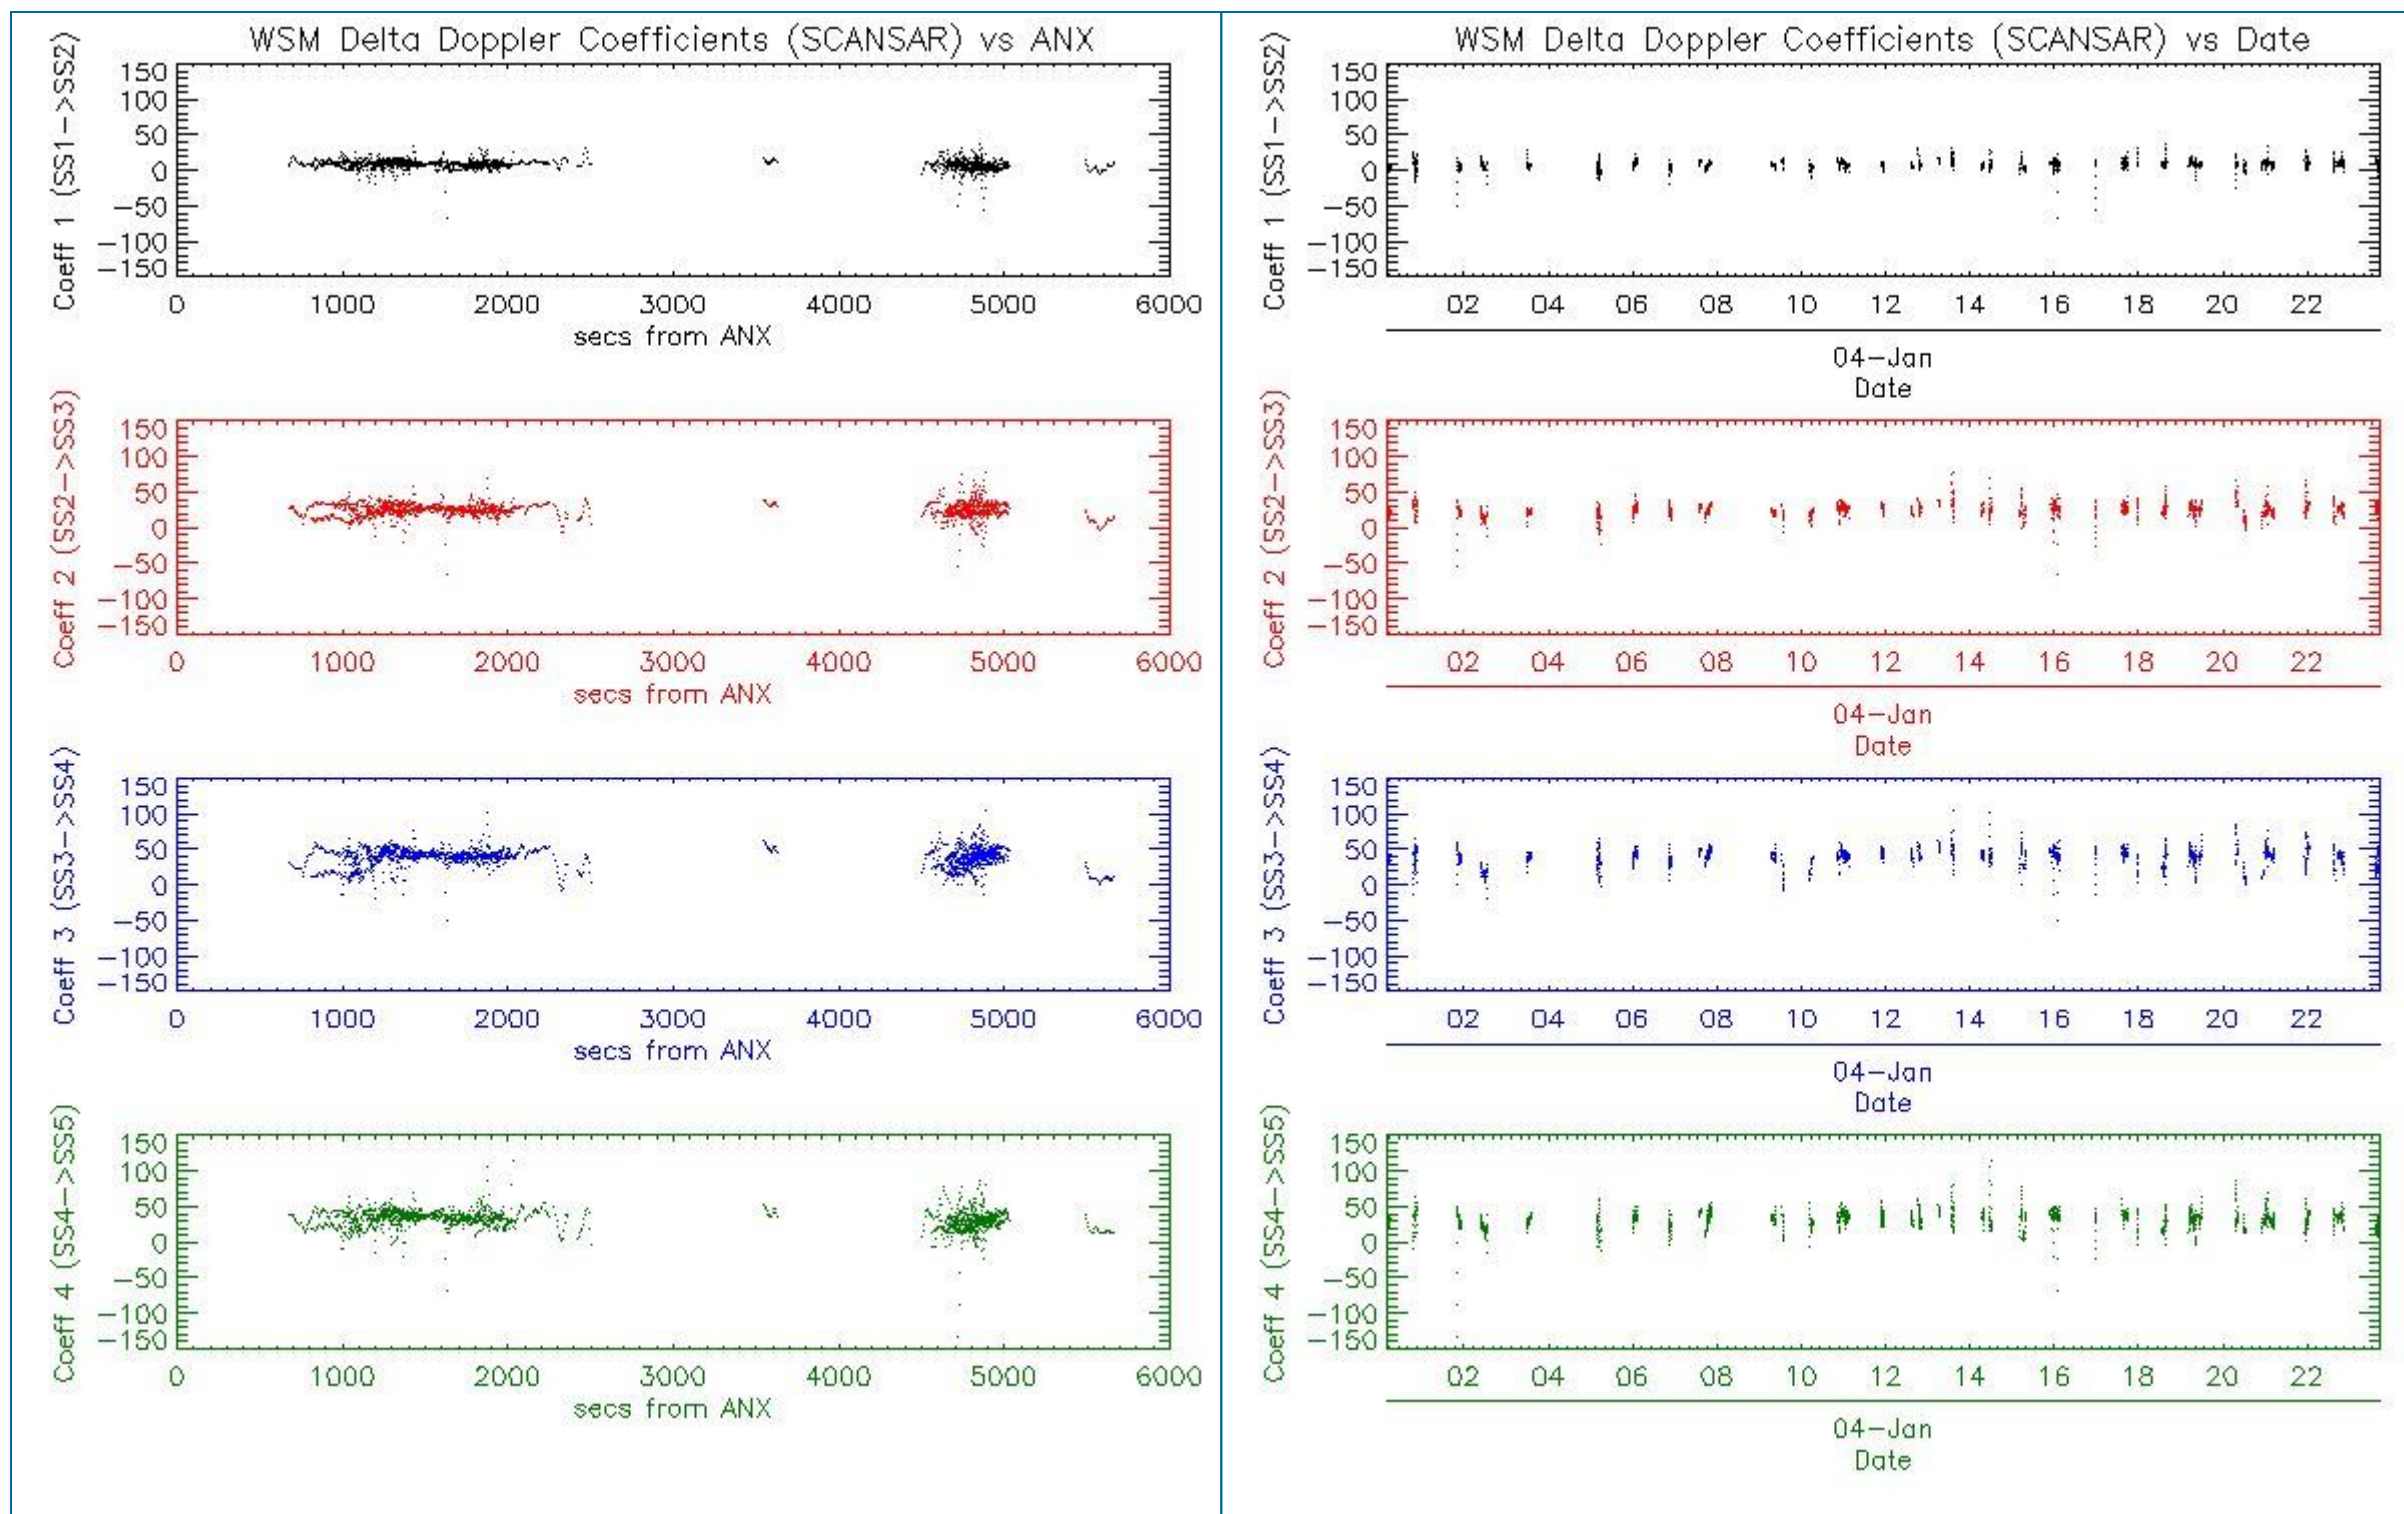 WSM Delta Doppler Coefficients (SCANSAR) vs ANX
Coeff 1 (SS1->SS2)
150
100
50
0
-50
-100
-150
0 1000 2000 3000 4000 5000 6000
secs from ANX
Coeff 2 (SS2->SS3)
150
100
50
0
-50
-100
-150
0 1000 2000 3000 4000 5000 6000
secs from ANX
Coeff 3 (SS3->SS4)
150
100
50
0
-50
-100
-150
0 1000 2000 3000 4000 5000 6000
secs from ANX
Coeff 4 (SS4->SS5)
150
100
50
0
-50
-100
-150
0 1000 2000 3000 4000 5000 6000
secs from ANX
WSM Delta Doppler Coefficients (SCANSAR) vs Date
Coeff 1 (SS1->SS2)
150
100
50
0
-50
-100
-150
02 04 06 08 10 12 14 16 18 20 22
04-Jan
Date
Coeff 2 (SS2->SS3)
150
100
50
0
-50
-100
-150
02 04 06 08 10 12 14 16 18 20 22
04-Jan
Date
Coeff 3 (SS3->SS4)
150
100
50
0
-50
-100
-150
02 04 06 08 10 12 14 16 18 20 22
04-Jan
Date
Coeff 4 (SS4->SS5)
150
100
50
0
-50
-100
-150
02 04 06 08 10 12 14 16 18 20 22
04-Jan
Date